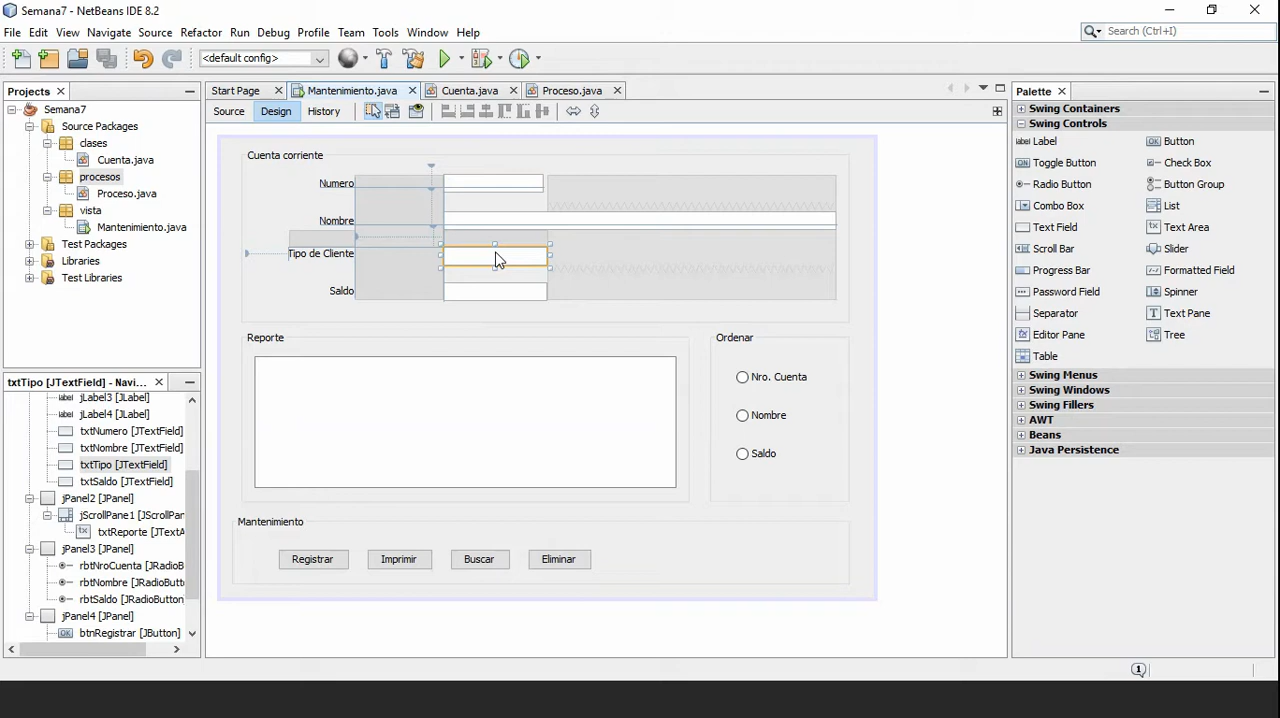 Semana7 - NetBeans IDE 8.2
File Edit View Navigate Source Refactor Run Debug Profile Team Tools Window Help
Search (Ctrl+I)
<default config>
Projects
Semana7
Source Packages
clases
Cuenta.java
procesos
Proceso.java
vista
Mantenimiento.java
Test Packages
Libraries
Test Libraries
txtTipo [JTextField] - Navi...
jLabel3 [JLabel]
jLabel4 [JLabel]
txtNumero [JTextField]
txtNombre [JTextField]
txtTipo [JTextField]
txtSaldo [JTextField]
jPanel2 [JPanel]
jScrollPane1 [JScrollPan
txtReporte [JTextA
jPanel3 [JPanel]
rbtNroCuenta [JRadioB
rbtNombre [JRadioButt
rbtSaldo [JRadioButton
jPanel4 [JPanel]
btnRegistrar [JButton]
Start Page Mantenimiento.java Cuenta.java Proceso.java
Source Design History
Cuenta corriente
Numero
Nombre
Tipo de Cliente
Saldo
Reporte
Ordenar
Nro. Cuenta
Nombre
Saldo
Mantenimiento
Registrar Imprimir Buscar Eliminar
Palette
Swing Containers
Swing Controls
Label Button
Toggle Button Check Box
Radio Button Button Group
Combo Box List
Text Field Text Area
Scroll Bar Slider
Progress Bar Formatted Field
Password Field Spinner
Separator Text Pane
Editor Pane Tree
Table
Swing Menus
Swing Windows
Swing Fillers
AWT
Beans
Java Persistence
1